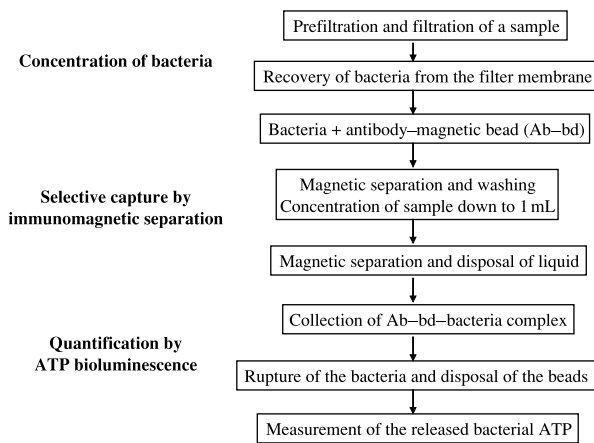 Prefiltration and filtration of a sample
Concentration of bacteria
Recovery of bacteria from the filter membrane
Bacteria + antibody–magnetic bead (Ab–bd)
Selective capture by
immunomagnetic separation
Magnetic separation and washing
Concentration of sample down to 1 mL
Magnetic separation and disposal of liquid
Collection of Ab–bd–bacteria complex
Quantification by
ATP bioluminescence
Rupture of the bacteria and disposal of the beads
Measurement of the released bacterial ATP